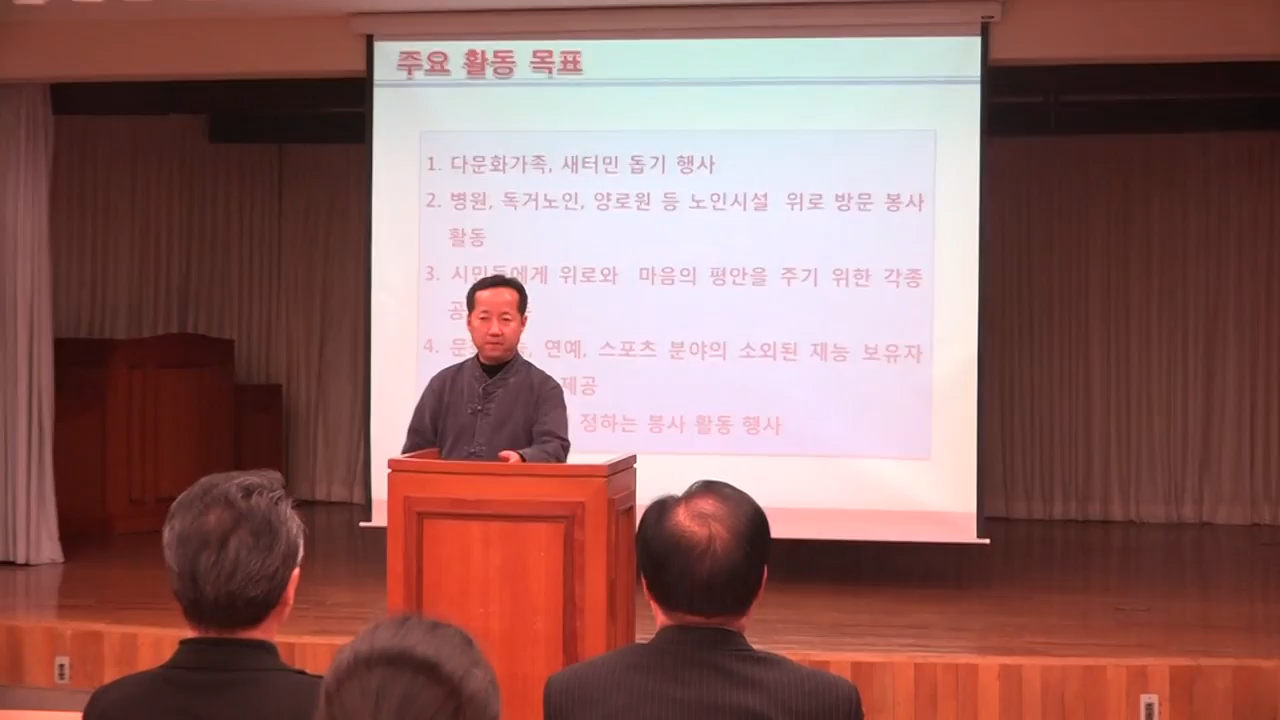 주요 활동 목표
1. 다문화가족, 새터민 돕기 행사
2. 병원, 독거노인, 양로원 등 노인시설 위로 방문 봉사
활동
3. 시민들에게 위로와 마음의 평안을 주기 위한 각종
4. 연예, 스포츠 분야의 소외된 재능 보유자
제공
정하는 봉사 활동 행사